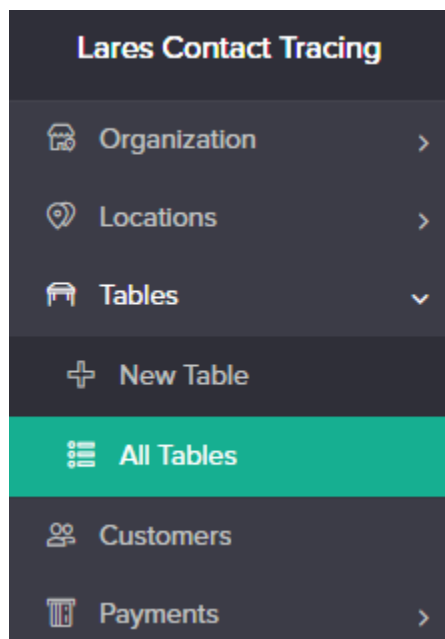 Lares Contact Tracing
Organization
Locations
Tables
New Table
All Tables
Customers
Payments